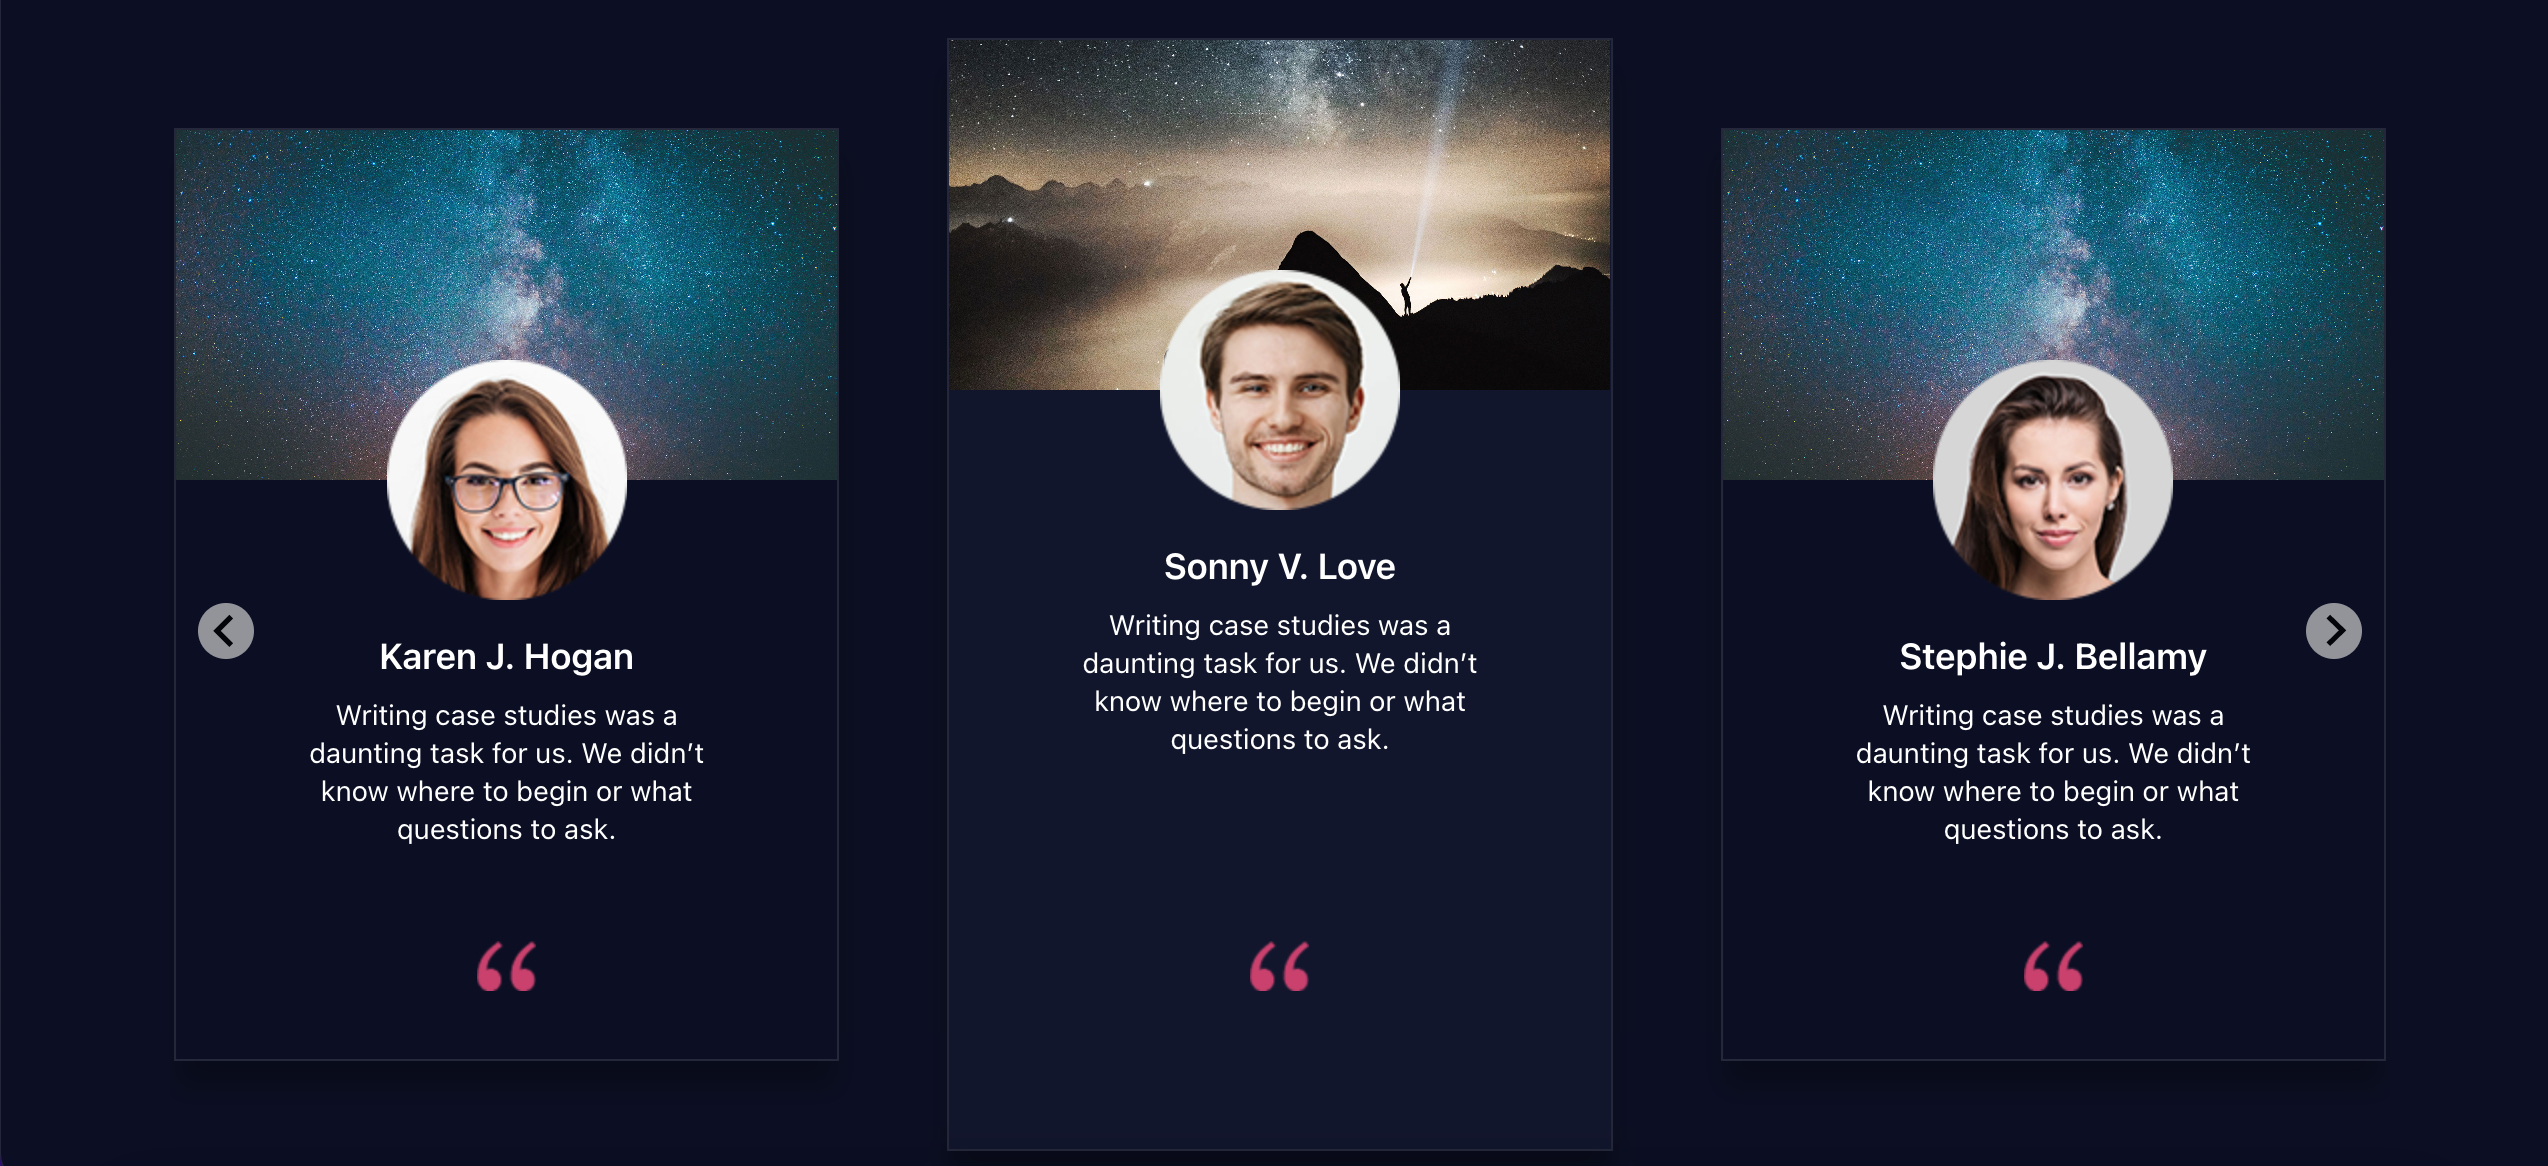 Karen J. Hogan
Writing case studies was a
daunting task for us. We didn’t
know where to begin or what
questions to ask.
“
Sonny V. Love
Writing case studies was a
daunting task for us. We didn’t
know where to begin or what
questions to ask.
“
Stephie J. Bellamy
Writing case studies was a
daunting task for us. We didn’t
know where to begin or what
questions to ask.
“